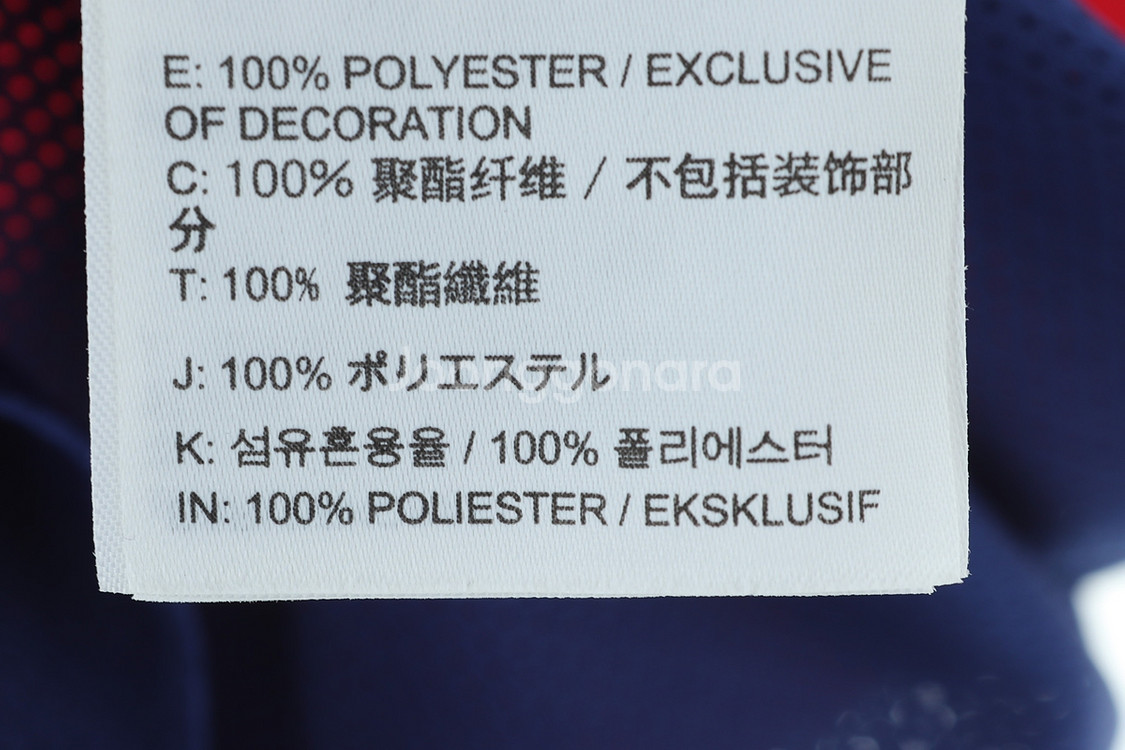 E: 100% POLYESTER / EXCLUSIVE
OF DECORATION
C: 100% 聚酯纤维 / 不包括装饰部
分
T: 100% 聚酯纖維
J: 100% ポリエステル
Joonggonara
K: 섬유혼용율 / 100% 폴리에스터
IN: 100% POLIESTER / EKSKLUSIF